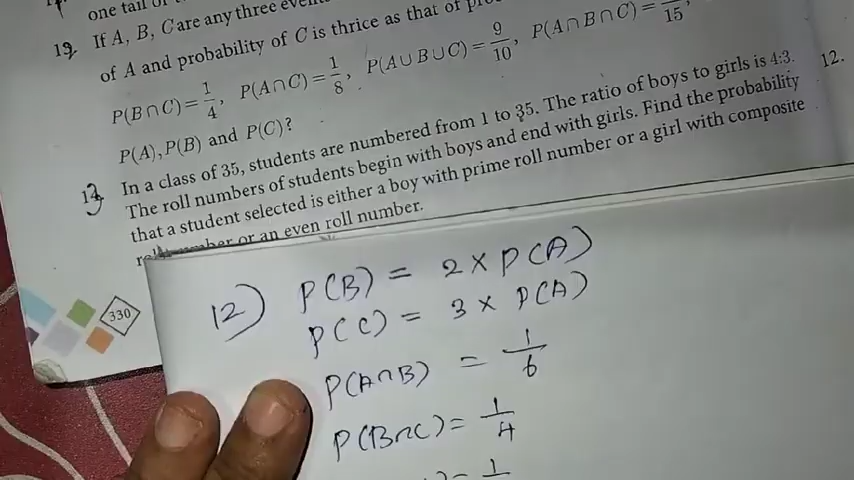 one tail
If A, B, C are any three
of A and probability of C is thrice as that of
P(B∩C) = 1/4, P(A∩C) = 1/8, P(A∪B∪C) = 9/10, P(A∩B∩C) = /15,
P(A), P(B) and P(C)?
In a class of 35, students are numbered from 1 to 35. The ratio of boys to girls is 4:3.
The roll numbers of students begin with boys and end with girls. Find the probability
that a student selected is either a boy with prime roll number or a girl with composite
or an even roll number.
12.
330
12) P(B) = 2 × P(A)
P(C) = 3 × P(A)
P(A∩B) = 1/6
P(B∩C) = 1/4